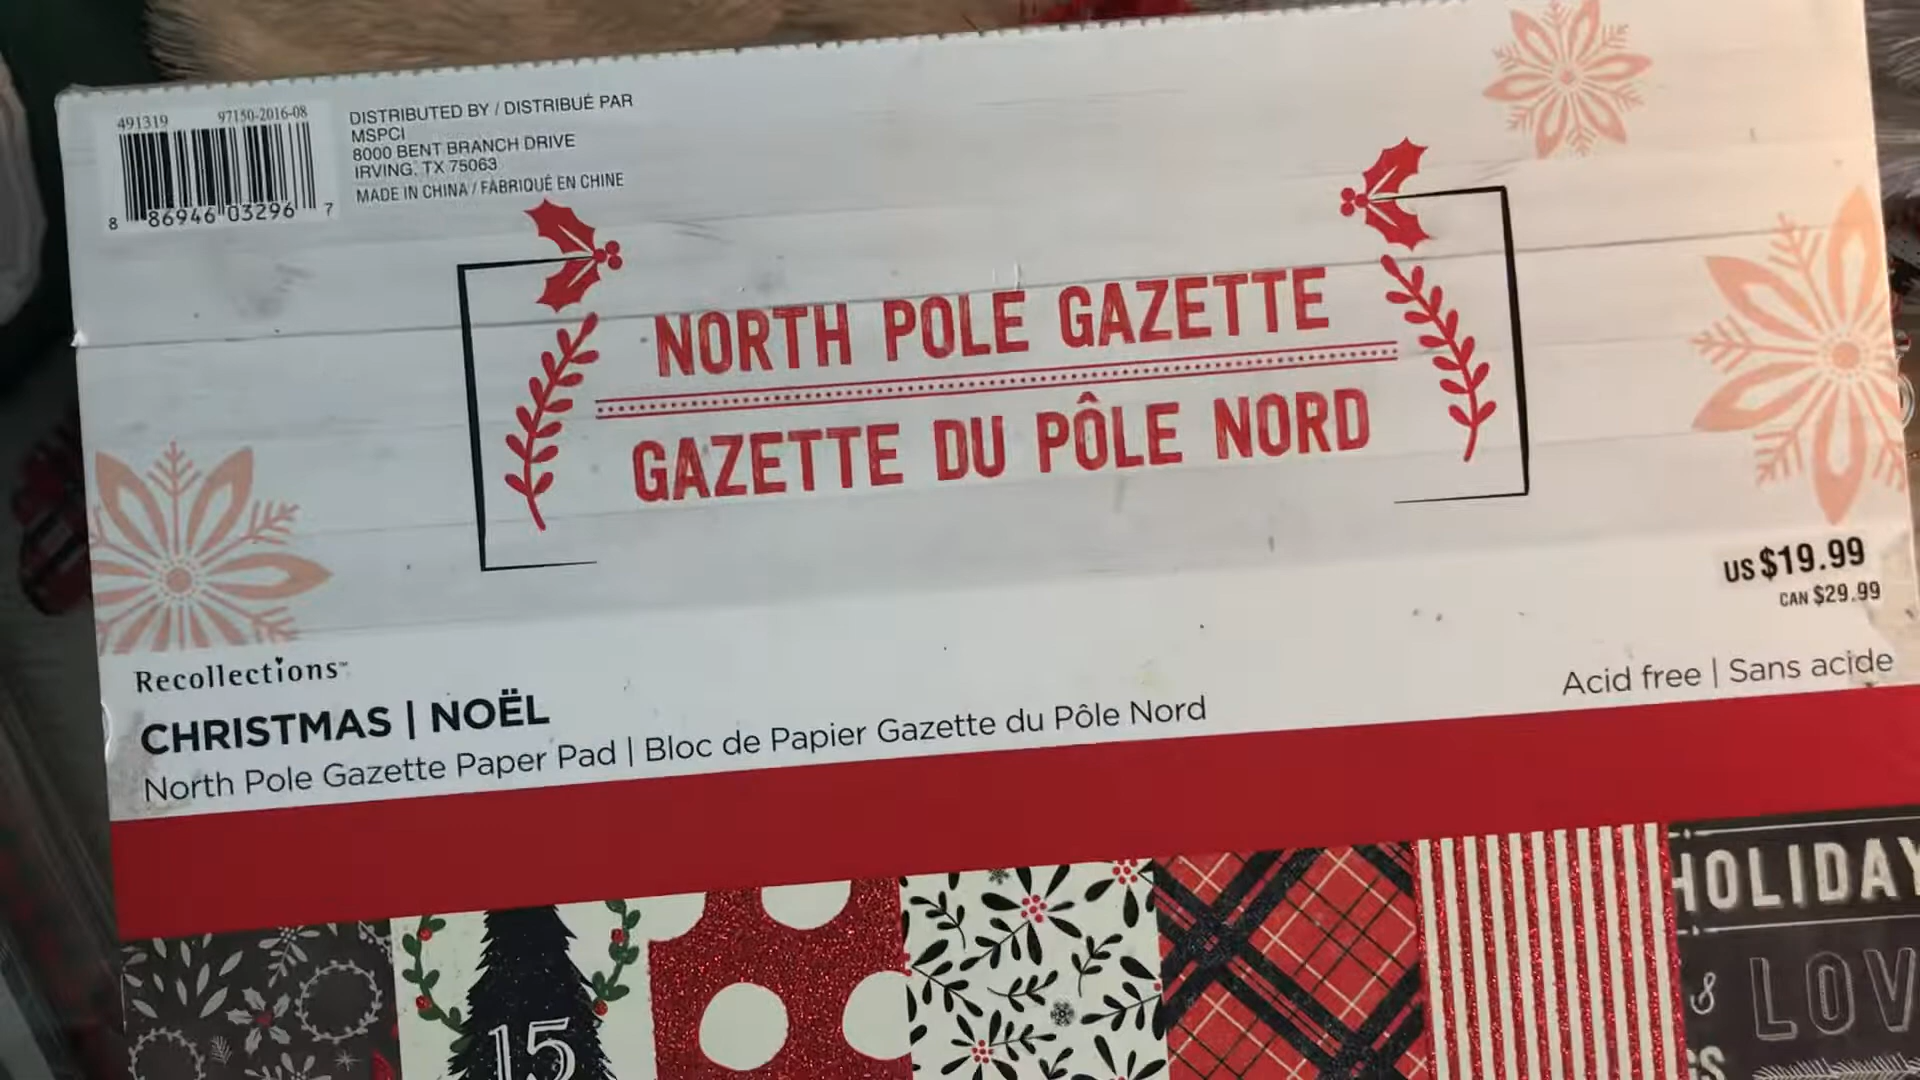 491319 97150-2016-08
8 86946 03296 7
DISTRIBUTED BY / DISTRIBUÉ PAR
MSPCI
8000 BENT BRANCH DRIVE
IRVING, TX 75063
MADE IN CHINA / FABRIQUÉ EN CHINE
NORTH POLE GAZETTE
GAZETTE DU PÔLE NORD
US $19.99
CAN $29.99
Recollections™
CHRISTMAS | NOËL
North Pole Gazette Paper Pad | Bloc de Papier Gazette du Pôle Nord
Acid free | Sans acide
15
HOLIDAY
& LOV
GS